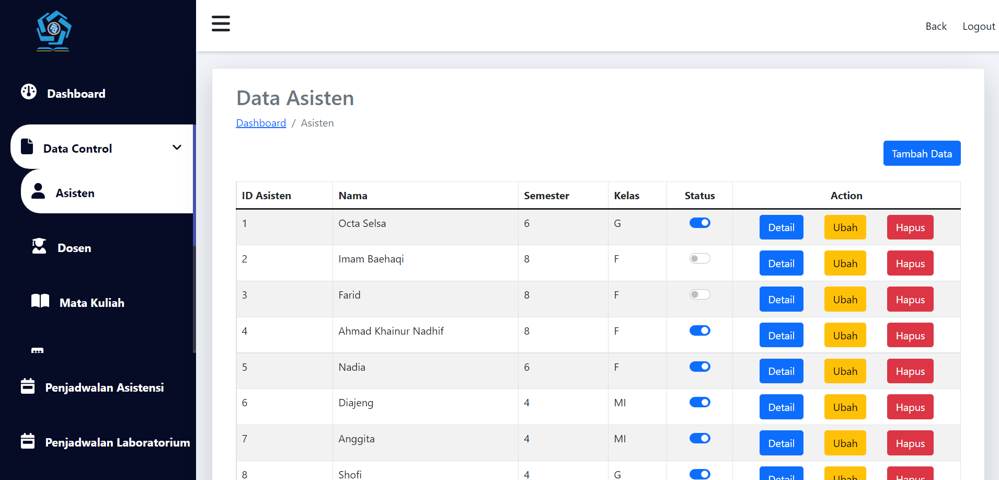 Back Logout
Dashboard
Data Control
Asisten
Dosen
Mata Kuliah
Penjadwalan Asistensi
Penjadwalan Laboratorium
Data Asisten
Dashboard / Asisten
Tambah Data
ID Asisten Nama Semester Kelas Status Action
1 Octa Selsa 6 G Detail Ubah Hapus
2 Imam Baehaqi 8 F Detail Ubah Hapus
3 Farid 8 F Detail Ubah Hapus
4 Ahmad Khainur Nadhif 8 F Detail Ubah Hapus
5 Nadia 6 F Detail Ubah Hapus
6 Diajeng 4 MI Detail Ubah Hapus
7 Anggita 4 MI Detail Ubah Hapus
8 Shofi 4 G Detail Ubah Hapus